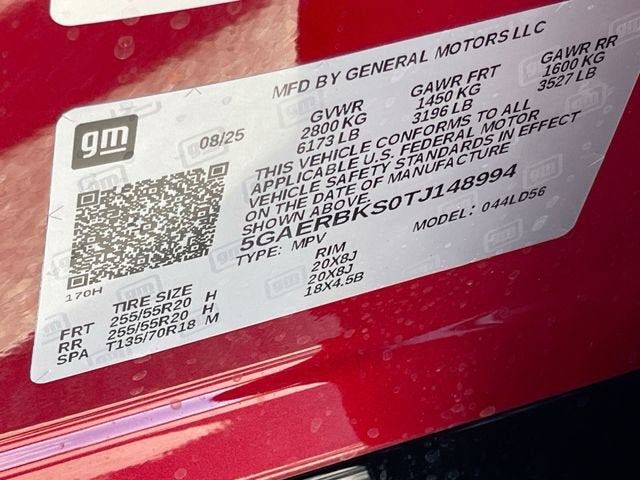 MFD BY GENERAL MOTORS LLC
gm
08/25
GVWR GAWR FRT GAWR RR
2800 KG 1450 KG 1600 KG
6173 LB 3196 LB 3527 LB
THIS VEHICLE CONFORMS TO ALL
APPLICABLE U.S. FEDERAL MOTOR
VEHICLE SAFETY STANDARDS IN EFFECT
ON THE DATE OF MANUFACTURE
SHOWN ABOVE.
5GAERBKS0TJ148994
TYPE: MPV MODEL: 044LD56
170H
TIRE SIZE RIM
FRT 255/55R20 H 20X8J
RR 255/55R20 H 20X8J
SPA T135/70R18 M 18X4.5B